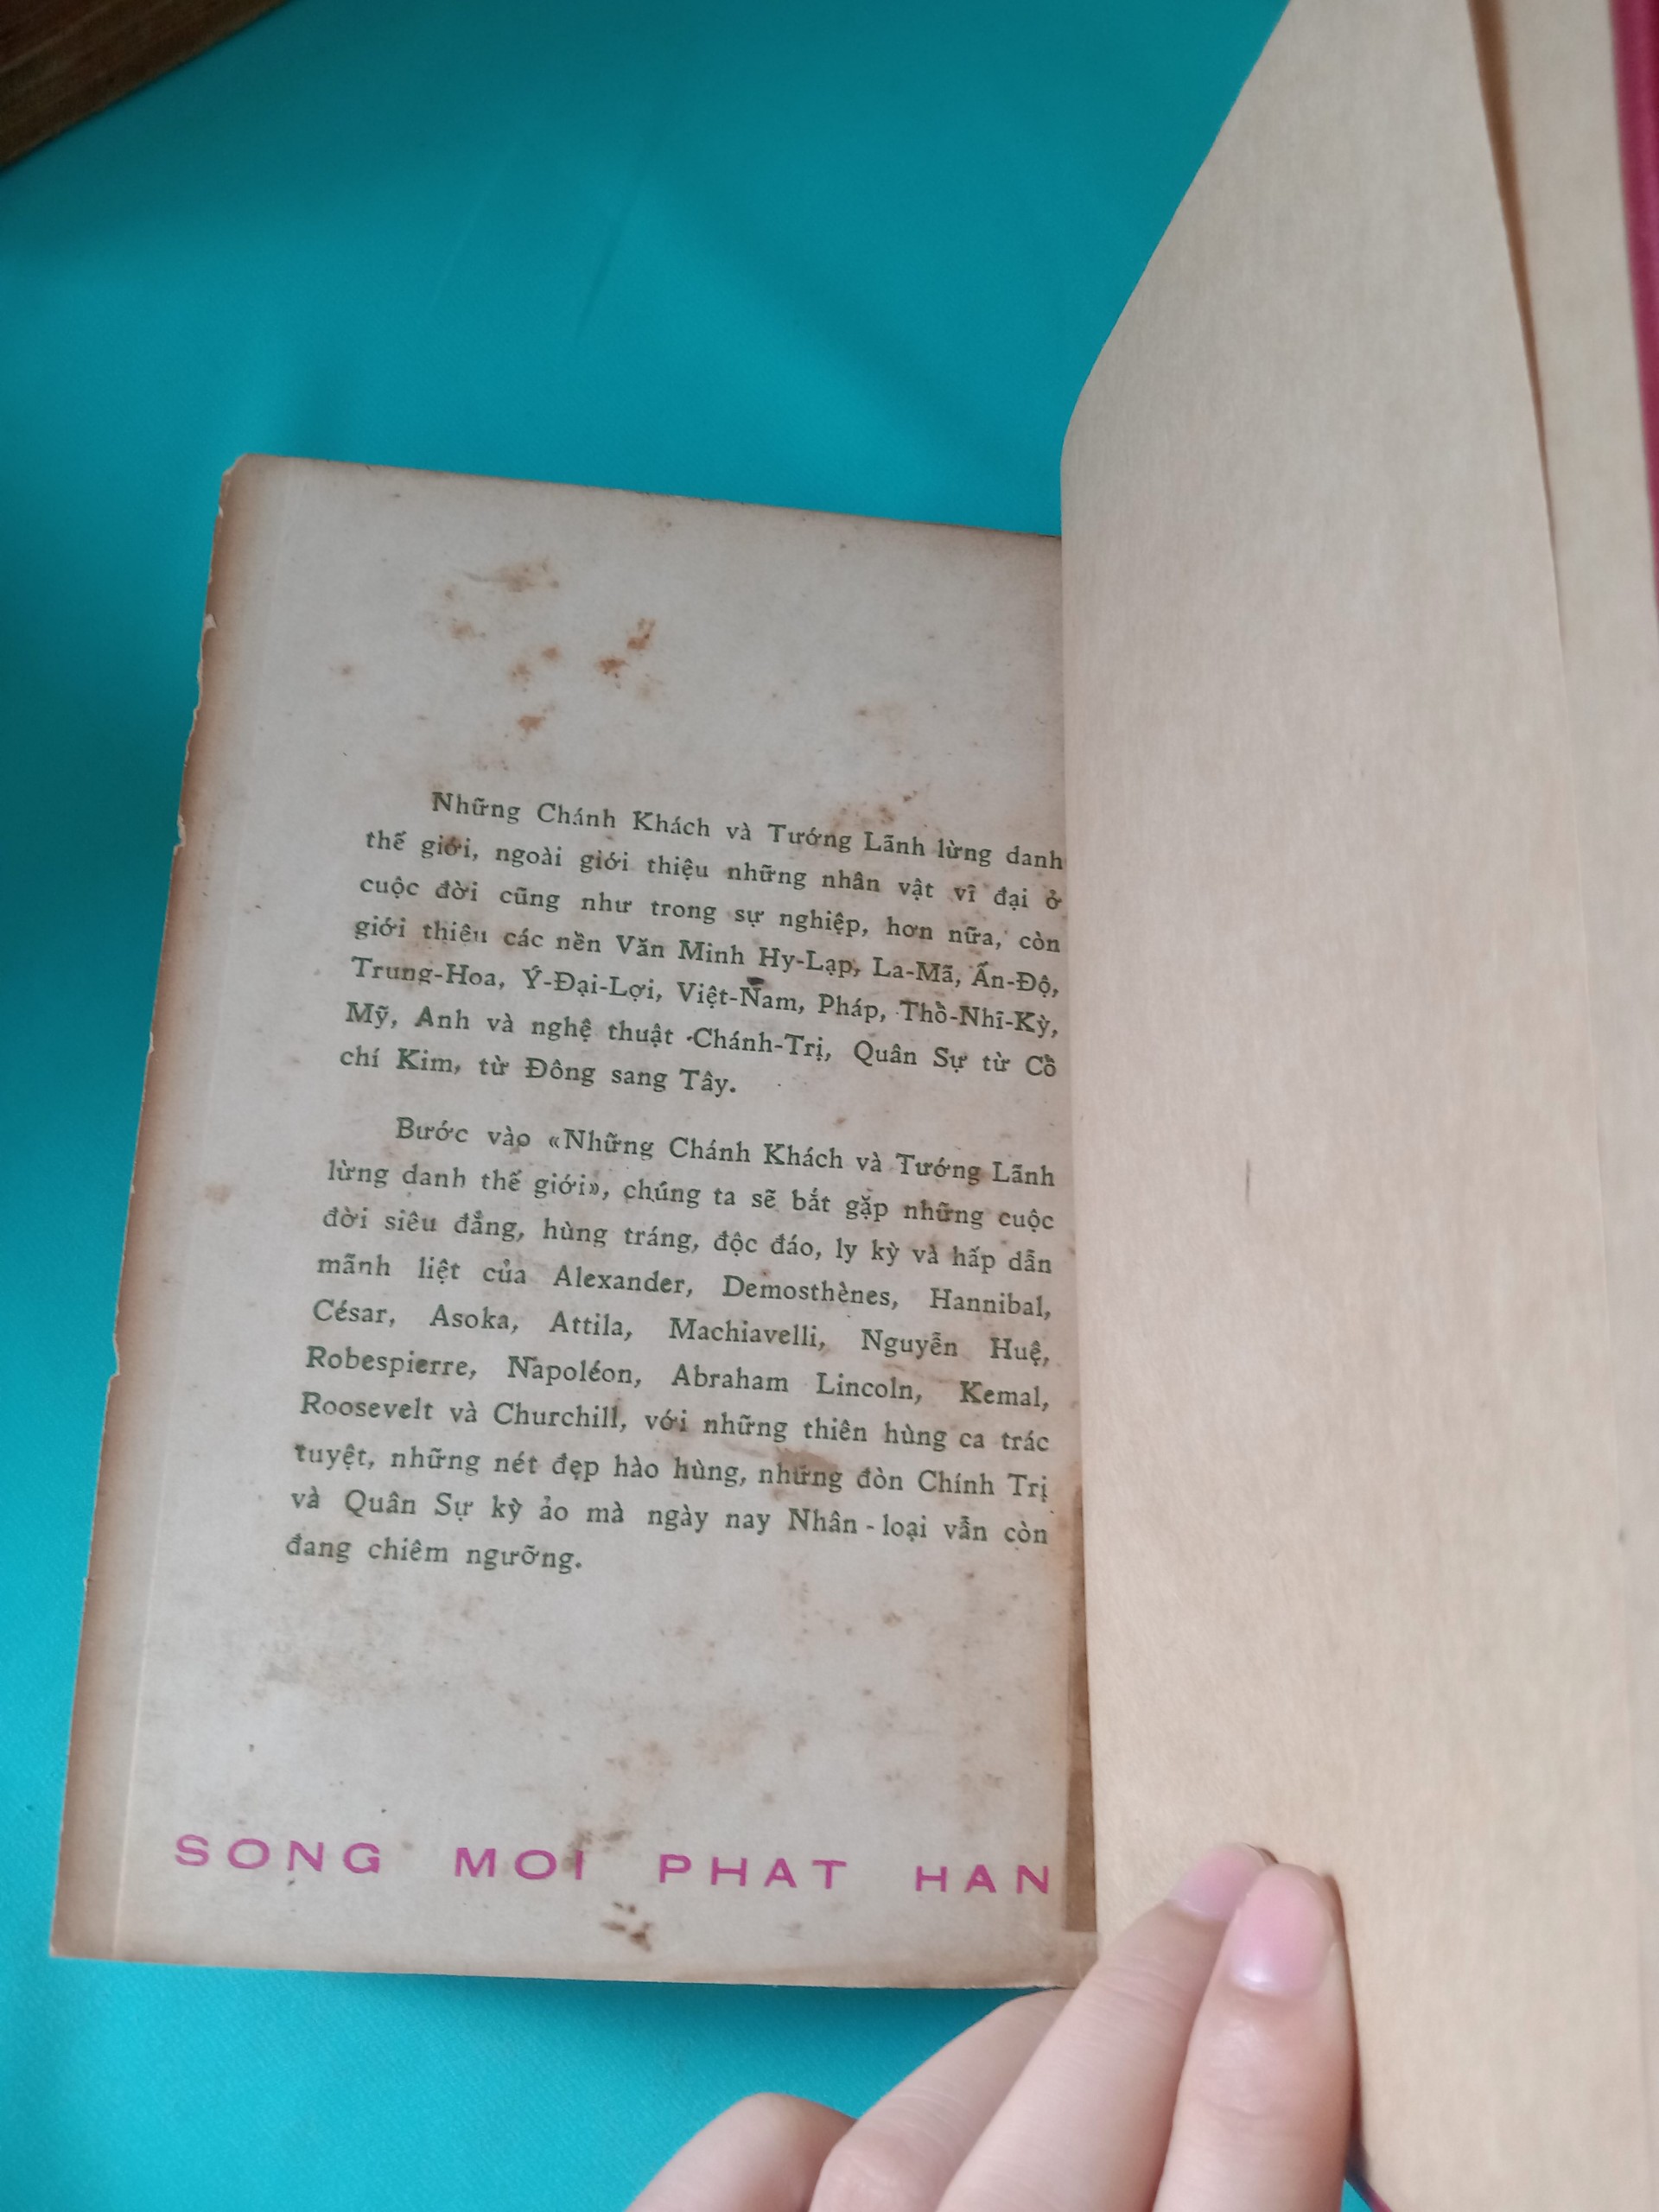 Những Chánh Khách và Tướng Lãnh lừng danh
thế giới, ngoài giới thiệu những nhân vật vĩ đại ở
cuộc đời cũng như trong sự nghiệp, hơn nữa, còn
giới thiệu các nền Văn Minh Hy-Lạp, La-Mã, Ấn-Độ,
Trung-Hoa, Ý-Đại-Lợi, Việt-Nam, Pháp, Thổ-Nhĩ-Kỳ,
Mỹ, Anh và nghệ thuật Chánh-Trị, Quân Sự từ Cổ
chí Kim, từ Đông sang Tây.
Bước vào «Những Chánh Khách và Tướng Lãnh
lừng danh thế giới», chúng ta sẽ bắt gặp những cuộc
đời siêu đẳng, hùng tráng, độc đáo, ly kỳ và hấp dẫn
mãnh liệt của Alexander, Demosthènes, Hannibal,
César, Asoka, Attila, Machiavelli, Nguyễn Huệ,
Robespierre, Napoléon, Abraham Lincoln, Kemal,
Roosevelt và Churchill, với những thiên hùng ca trác
tuyệt, những nét đẹp hào hùng, những đòn Chính Trị
và Quân Sự kỳ ảo mà ngày nay Nhân-loại vẫn còn
đang chiêm ngưỡng.
SONG MOI PHAT HAN